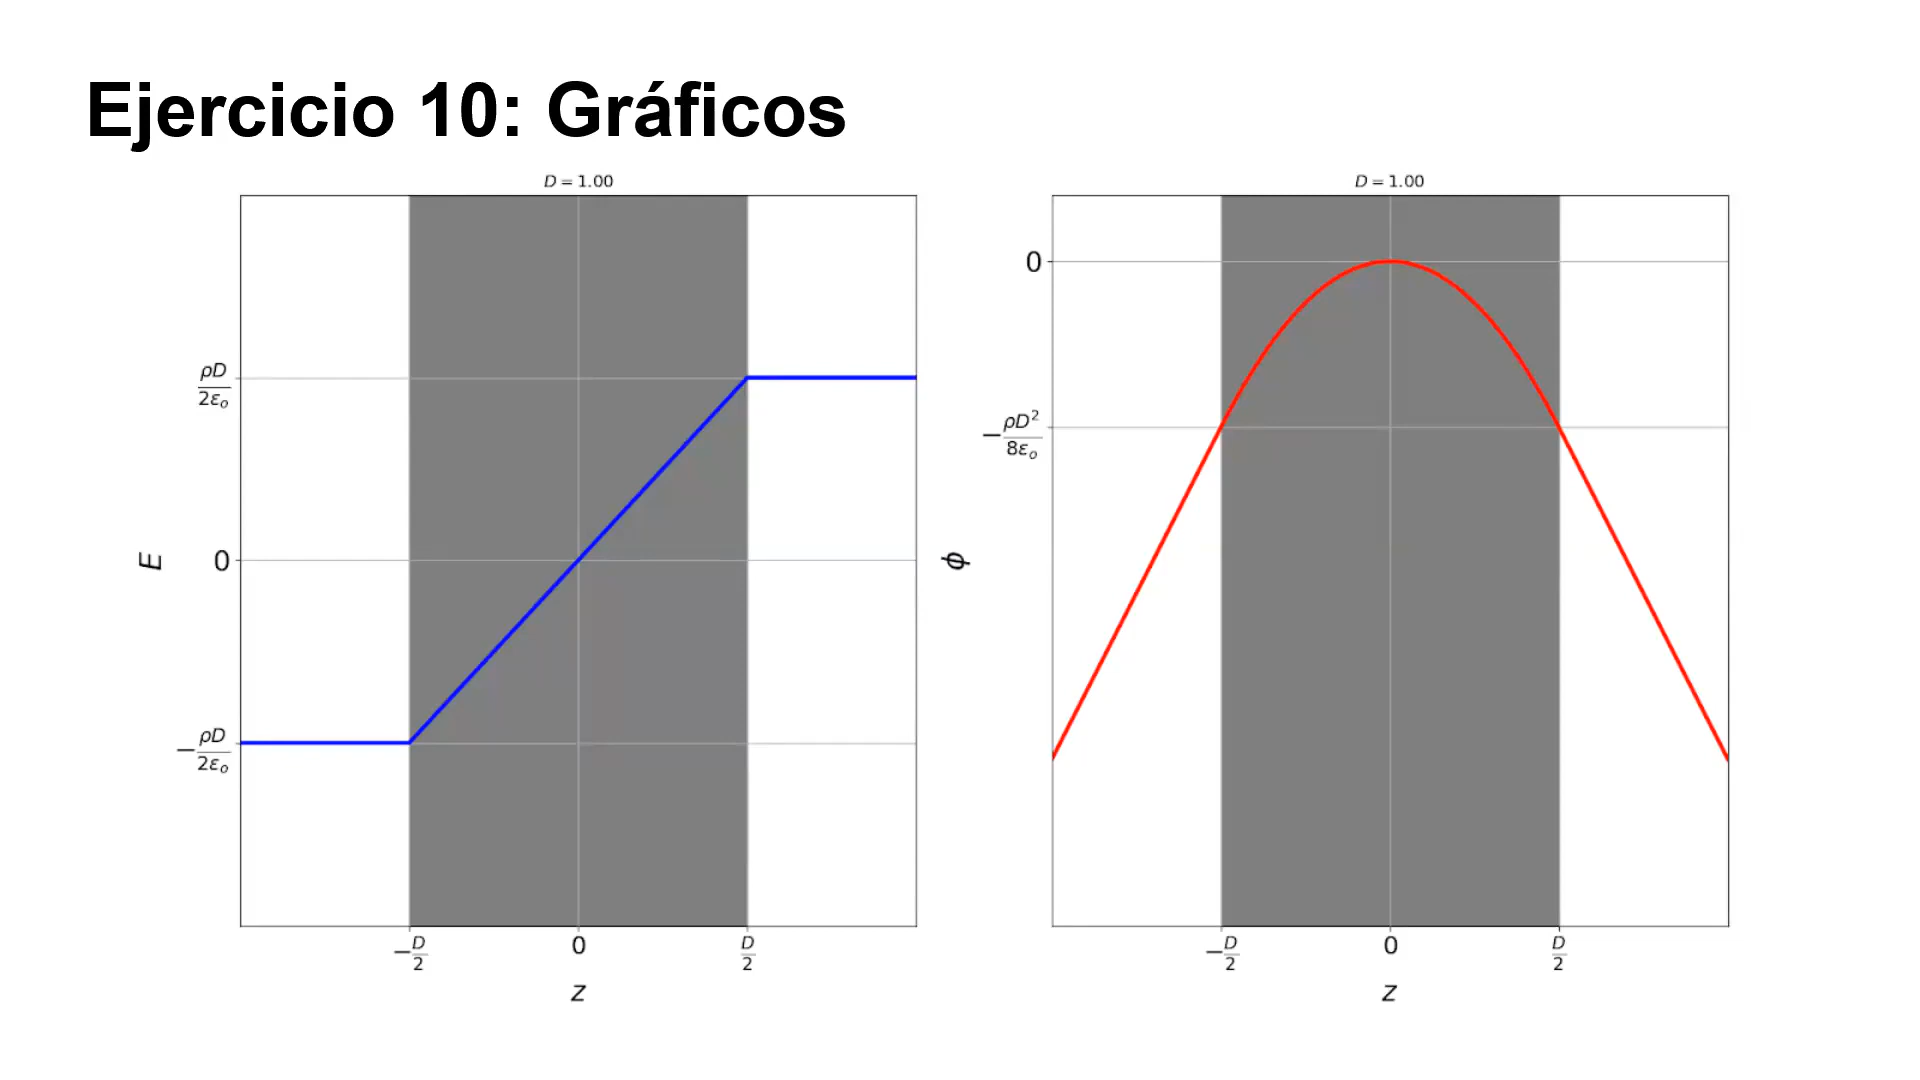 Ejercicio 10: Gráficos
D = 1.00
E
ρD/2ε₀
0
−ρD/2ε₀
−D/2 0 D/2
z
D = 1.00
ϕ
0
−ρD²/8ε₀
−D/2 0 D/2
z